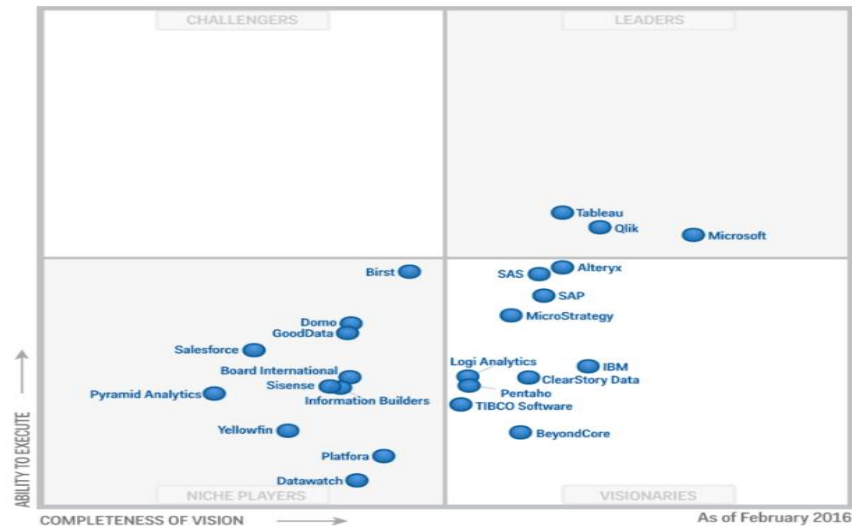 CHALLENGERS
LEADERS
Tableau
Qlik
Microsoft
Birst
Alteryx
SAS
SAP
Domo
MicroStrategy
GoodData
Salesforce
Logi Analytics
IBM
Board International
ClearStory Data
Sisense
Pyramid Analytics
Pentaho
Information Builders
TIBCO Software
Yellowfin
BeyondCore
Platfora
Datawatch
NICHE PLAYERS
VISIONARIES
ABILITY TO EXECUTE
COMPLETENESS OF VISION
As of February 2016